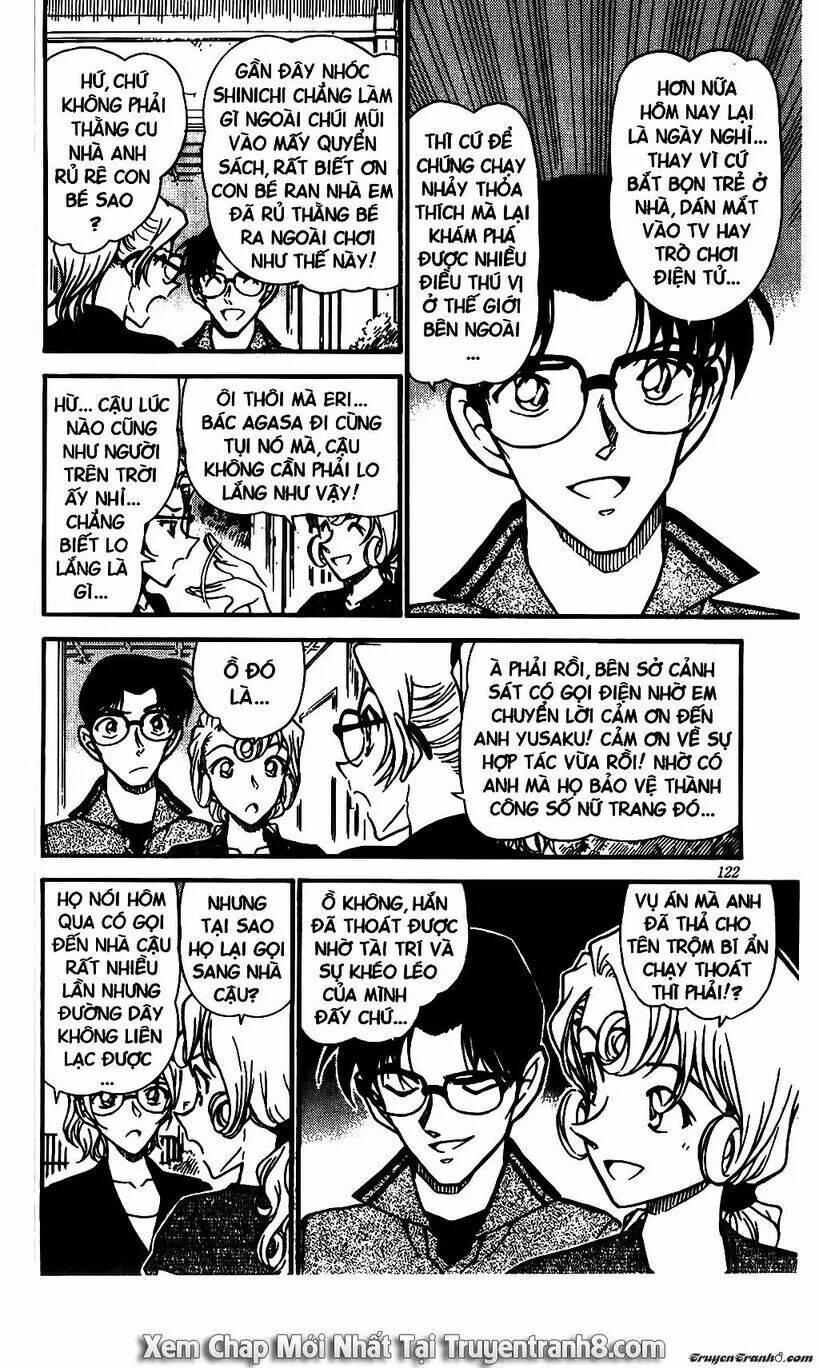 HƠN NỮA
HÔM NAY LẠI
LÀ NGÀY NGHỈ...
THAY VÌ CỨ
BẮT BỌN TRẺ Ở
NHÀ, DÁN MẮT
VÀO TV HAY
TRÒ CHƠI
ĐIỆN TỬ...
THÌ CỨ ĐỂ
CHÚNG CHẠY
NHẢY THỎA
THÍCH MÀ LẠI
KHÁM PHÁ
ĐƯỢC NHIỀU
ĐIỀU THÚ VỊ
Ở THẾ GIỚI
BÊN NGOÀI
...
GẦN ĐÂY NHÓC
SHINICHI CHẲNG LÀM
GÌ NGOÀI CHÚI MŨI
VÀO MẤY QUYỂN
SÁCH, RẤT BIẾT ƠN
CON BÉ RAN NHÀ EM
ĐÃ RỦ THẰNG BÉ
RA NGOÀI CHƠI
NHƯ THẾ NÀY!
HỨ, CHỨ
KHÔNG PHẢI
THẰNG CU
NHÀ ANH
RỦ RÊ CON
BÉ SAO
?
ÔI THÔI MÀ ERI...
BÁC AGASA ĐI CÙNG
TỤI NÓ MÀ, CẬU
KHÔNG CẦN PHẢI LO
LẮNG NHƯ VẬY!
HỪ... CẬU LÚC
NÀO CŨNG
NHƯ NGƯỜI
TRÊN TRỜI
ẤY NHỈ...
CHẲNG
BIẾT LO
LẮNG LÀ
GÌ...
À PHẢI RỒI, BÊN SỞ CẢNH
SÁT CÓ GỌI ĐIỆN NHỜ EM
CHUYỂN LỜI CẢM ƠN ĐẾN
ANH YUSAKU! CẢM ƠN VỀ SỰ
HỢP TÁC VỪA RỒI! NHỜ CÓ
ANH MÀ HỌ BẢO VỆ THÀNH
CÔNG SỐ NỮ TRANG ĐÓ...
Ồ ĐÓ
LÀ...
122
VỤ ÁN MÀ ANH
ĐÃ THẢ CHO
TÊN TRỘM BÍ ẨN
CHẠY THOÁT
THÌ PHẢI!?
Ồ KHÔNG, HẮN
ĐÃ THOÁT ĐƯỢC
NHỜ TÀI TRÍ VÀ
SỰ KHÉO LÉO
CỦA MÌNH
ĐẤY CHỨ...
NHƯNG
TẠI SAO
HỌ LẠI GỌI
SANG NHÀ
CẬU?
HỌ NÓI HÔM
QUA CÓ GỌI
ĐẾN NHÀ CẬU
RẤT NHIỀU
LẦN NHƯNG
ĐƯỜNG DÂY
KHÔNG LIÊN
LẠC ĐƯỢC
...
Xem Chap Mới Nhất Tại Truyentranh8.com
TruyenTranh8.com